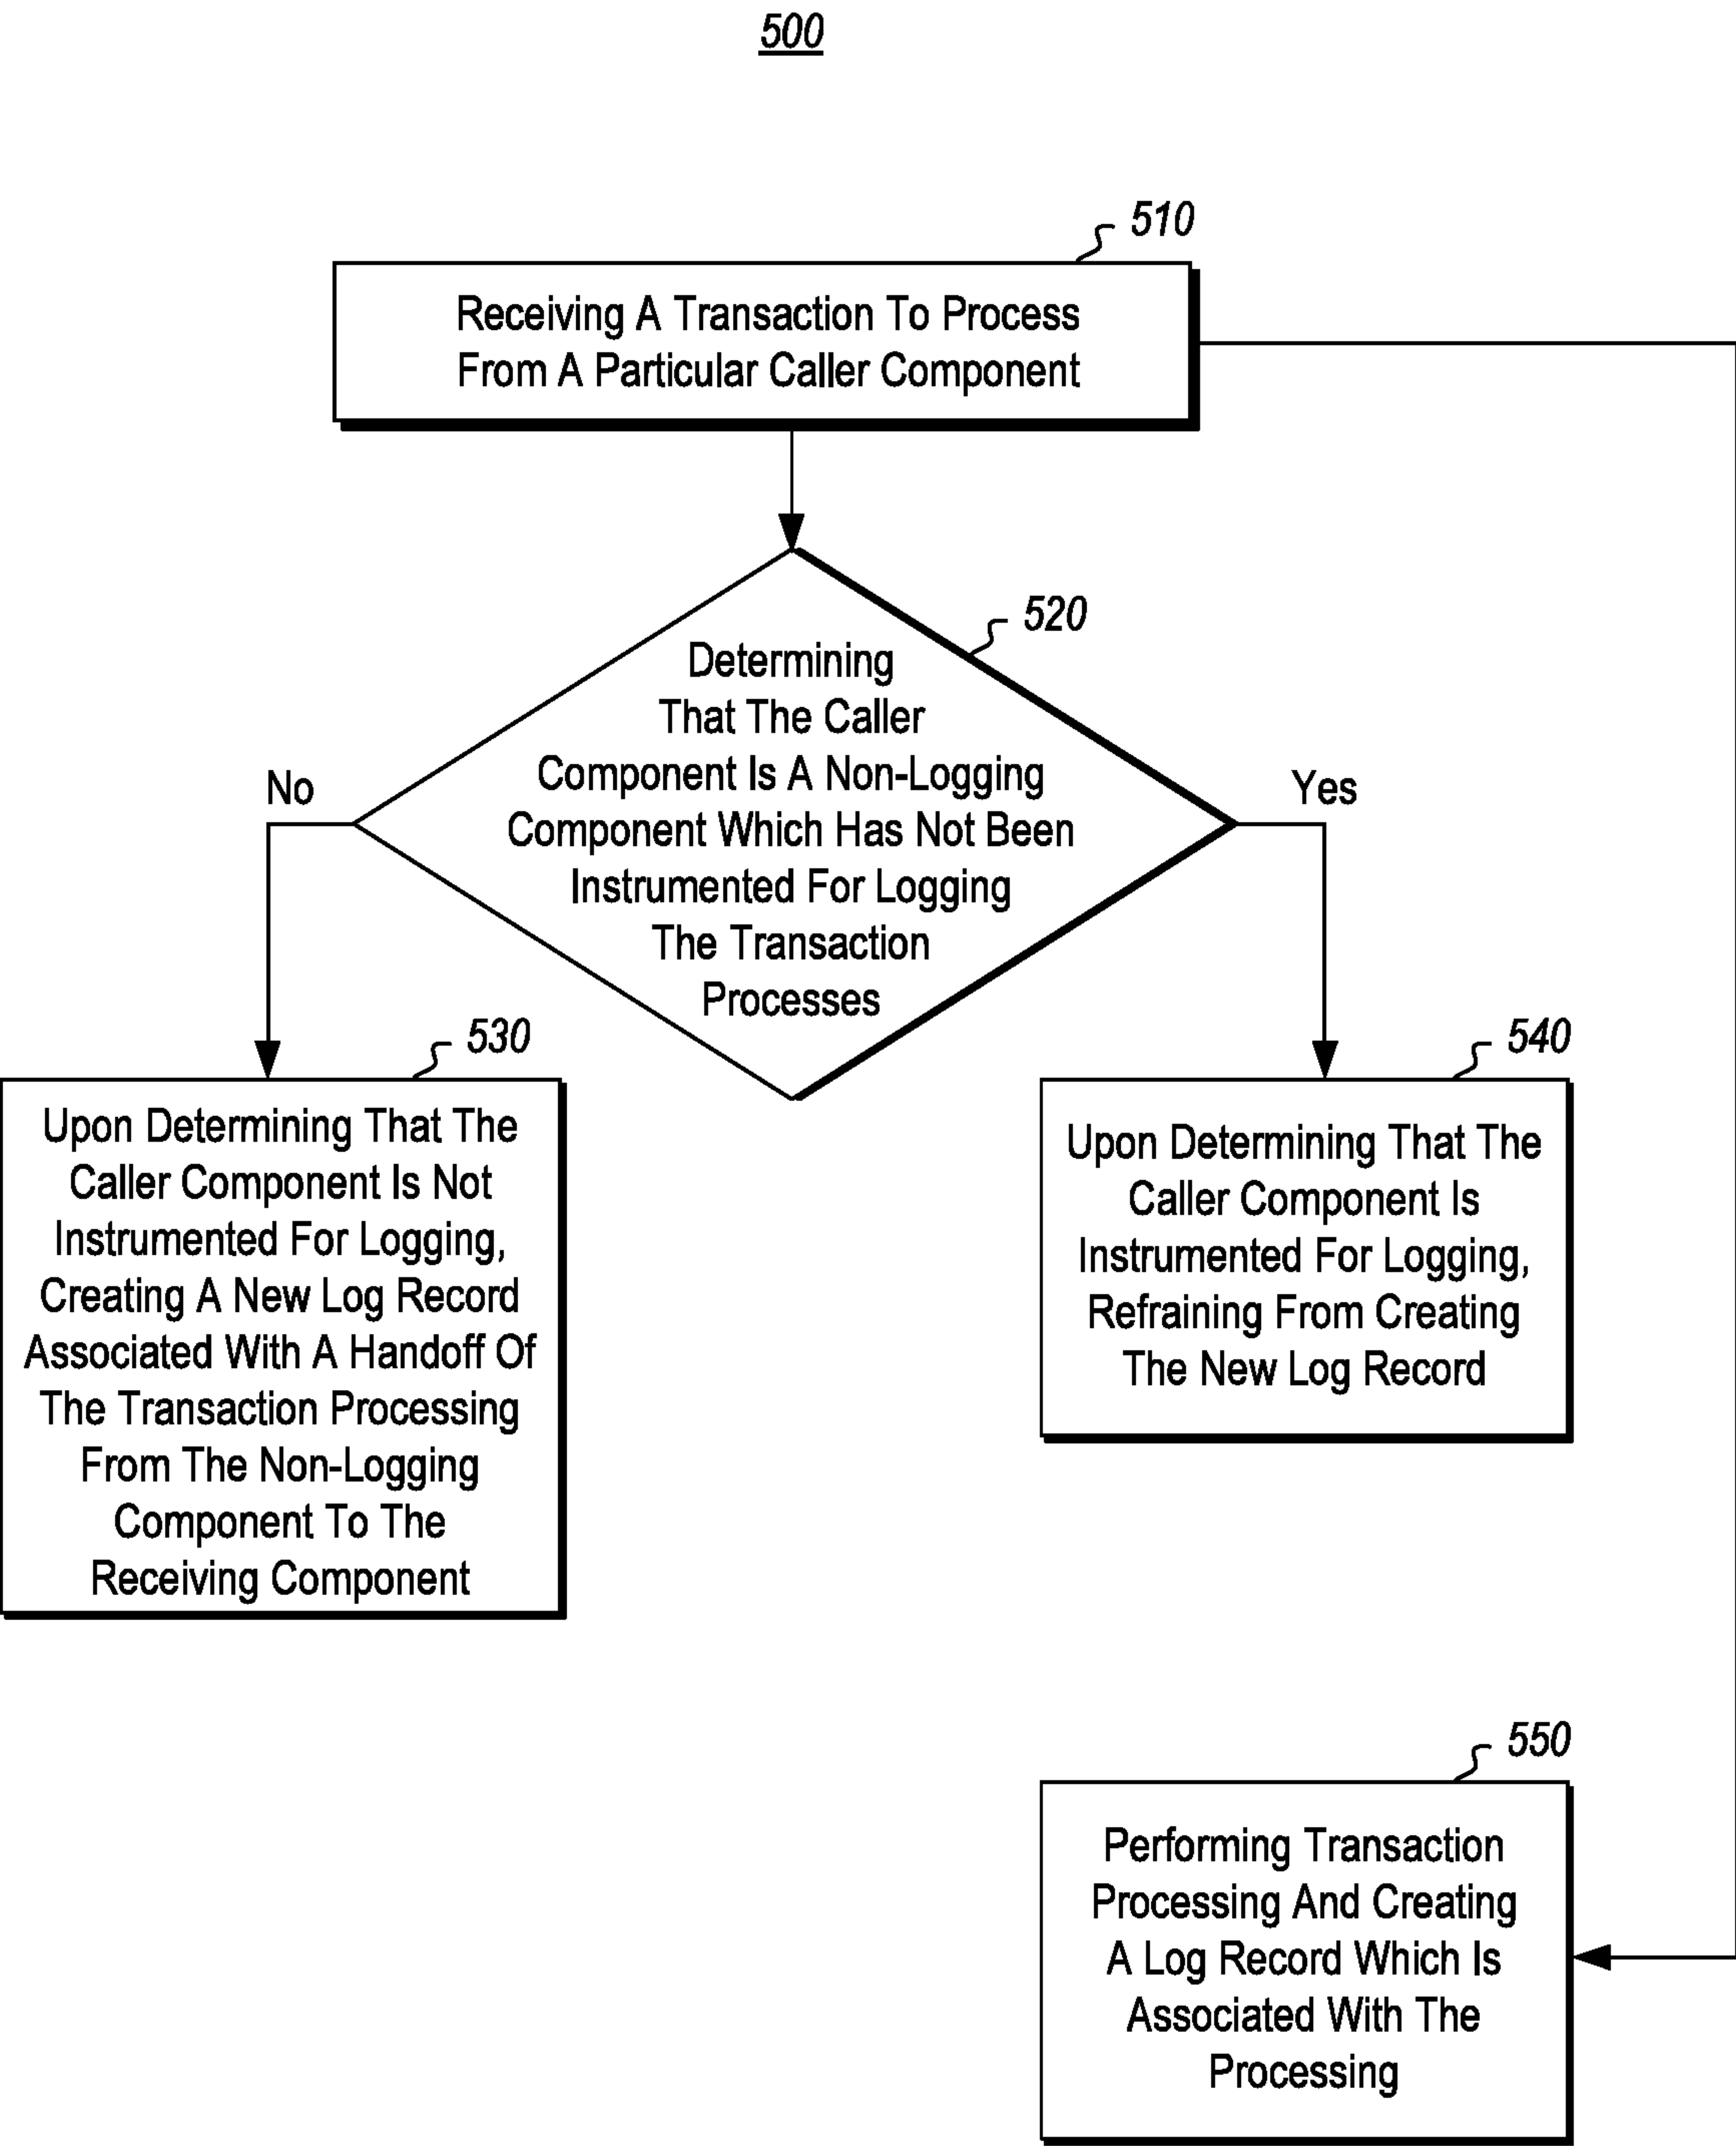 500
510
Receiving A Transaction To Process
From A Particular Caller Component
520
Determining
That The Caller
Component Is A Non-Logging
Component Which Has Not Been
Instrumented For Logging
The Transaction
Processes
No
Yes
530
Upon Determining That The
Caller Component Is Not
Instrumented For Logging,
Creating A New Log Record
Associated With A Handoff Of
The Transaction Processing
From The Non-Logging
Component To The
Receiving Component
540
Upon Determining That The
Caller Component Is
Instrumented For Logging,
Refraining From Creating
The New Log Record
550
Performing Transaction
Processing And Creating
A Log Record Which Is
Associated With The
Processing